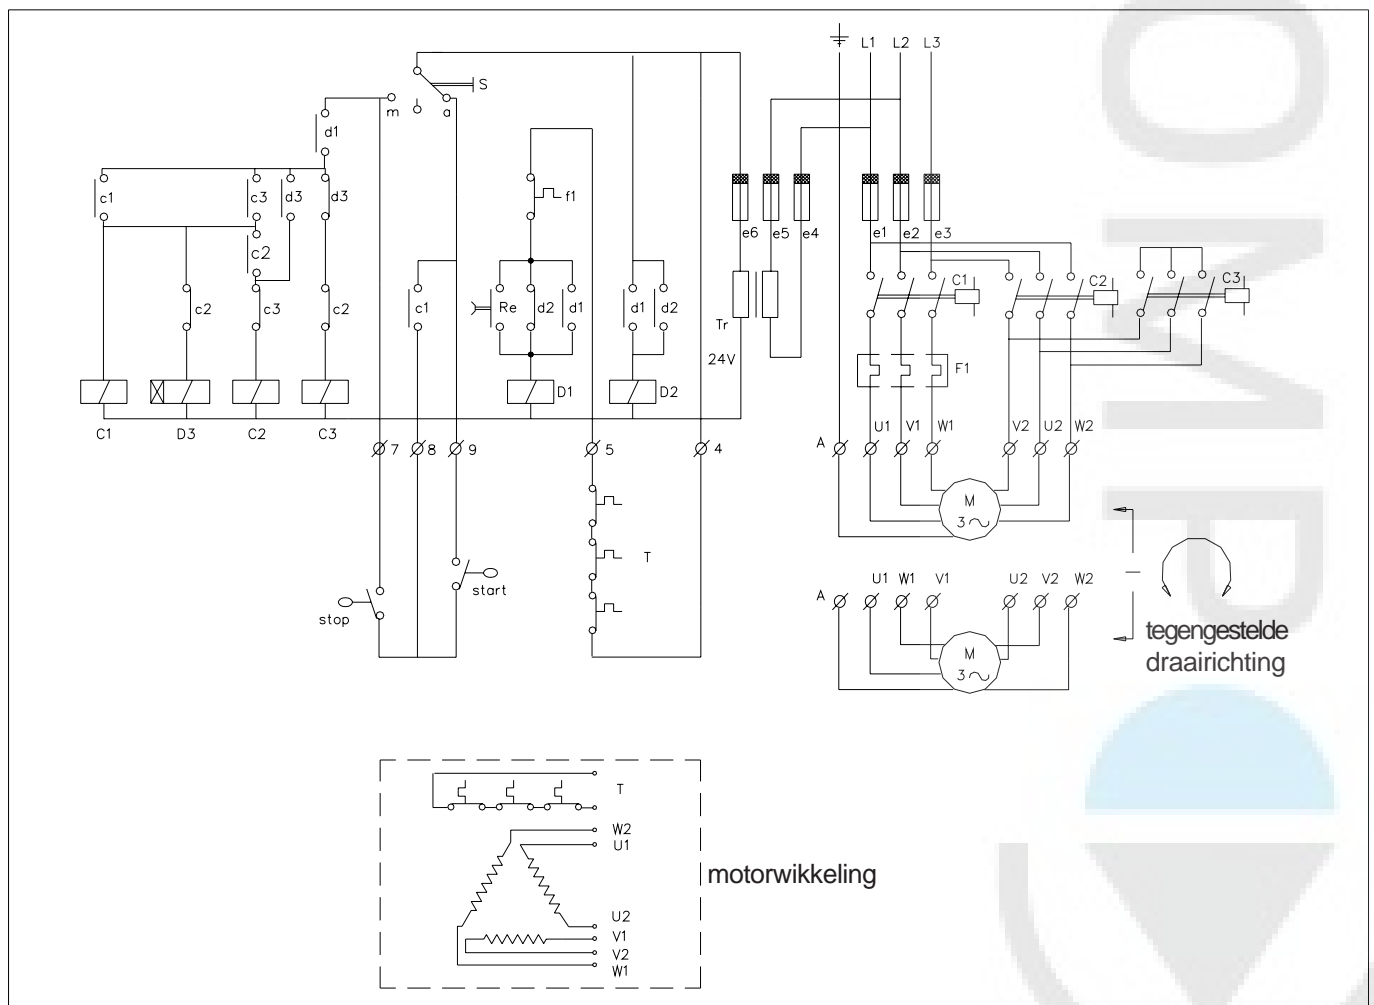 L1 L2 L3
S
m a
d1
c1 c3 d3 d3
f1
e6 e5 e4 e1 e2 e3
c2
C1 C2 C3
c2 c3 c2 c1 Re d2 d1 d1 d2
Tr
24V
F1
D1 D2
C1 D3 C2 C3
7 8 9 5 4
A U1 V1 W1 V2 U2 W2
M
3
T
start
stop
A U1 W1 V1 U2 V2 W2
M
3
tegengestelde
draairichting
T
W2
U1
motorwikkeling
U2
V1
V2
W1
OMIP